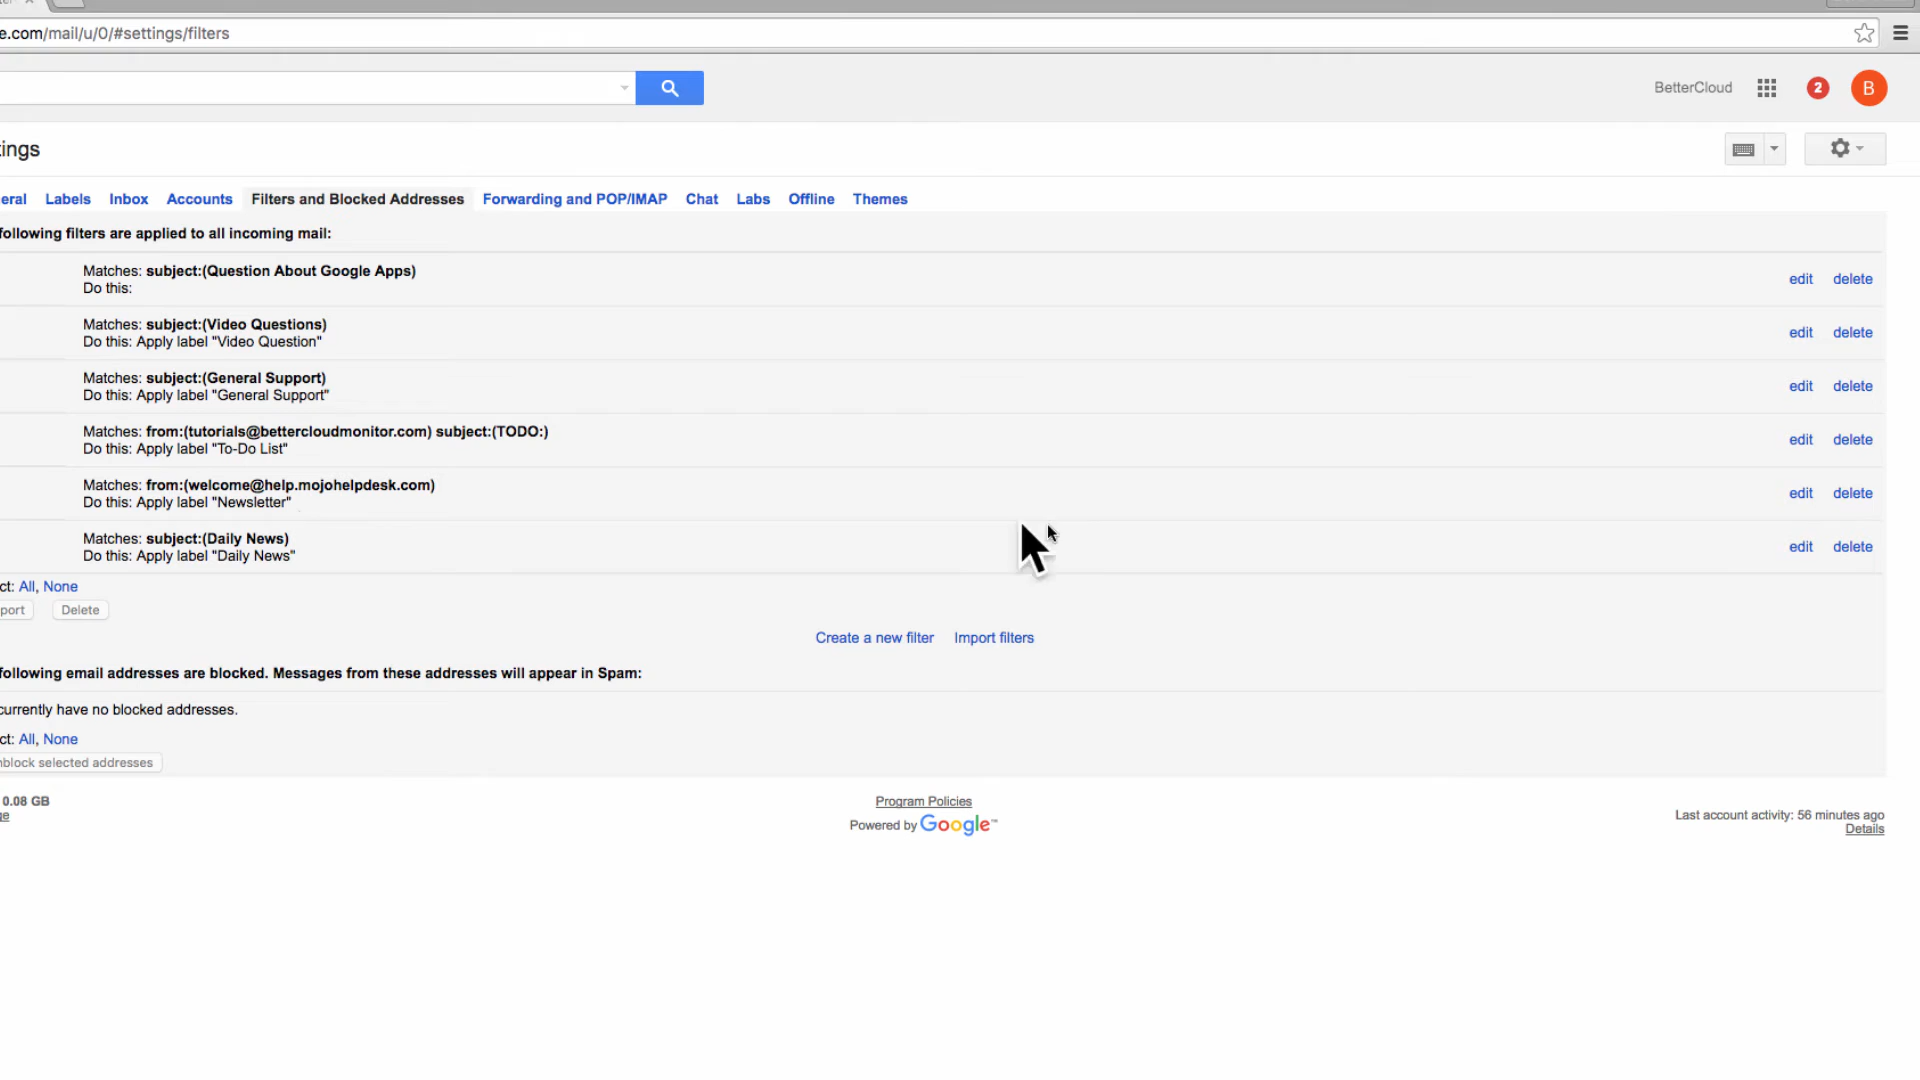 e.com/mail/u/0/#settings/filters
BetterCloud
2
B
ings
eral Labels Inbox Accounts Filters and Blocked Addresses Forwarding and POP/IMAP Chat Labs Offline Themes
following filters are applied to all incoming mail:
Matches: subject:(Question About Google Apps)
Do this:
edit delete
Matches: subject:(Video Questions)
Do this: Apply label "Video Question"
edit delete
Matches: subject:(General Support)
Do this: Apply label "General Support"
edit delete
Matches: from:(tutorials@bettercloudmonitor.com) subject:(TODO:)
Do this: Apply label "To-Do List"
edit delete
Matches: from:(welcome@help.mojohelpdesk.com)
Do this: Apply label "Newsletter"
edit delete
Matches: subject:(Daily News)
Do this: Apply label "Daily News"
edit delete
ct: All, None
port Delete
Create a new filter Import filters
following email addresses are blocked. Messages from these addresses will appear in Spam:
currently have no blocked addresses.
ct: All, None
nblock selected addresses
0.08 GB
ge
Program Policies
Powered by Google™
Last account activity: 56 minutes ago
Details